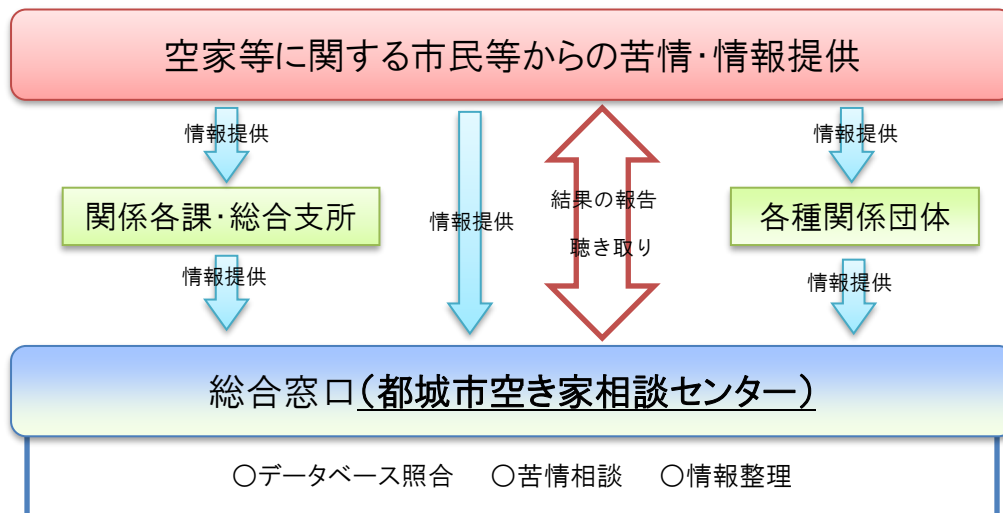 空家等に関する市民等からの苦情・情報提供
情報提供
情報提供
関係各課・総合支所
情報提供
結果の報告
聴き取り
各種関係団体
情報提供
情報提供
総合窓口(都城市空き家相談センター)
○データベース照合 ○苦情相談 ○情報整理